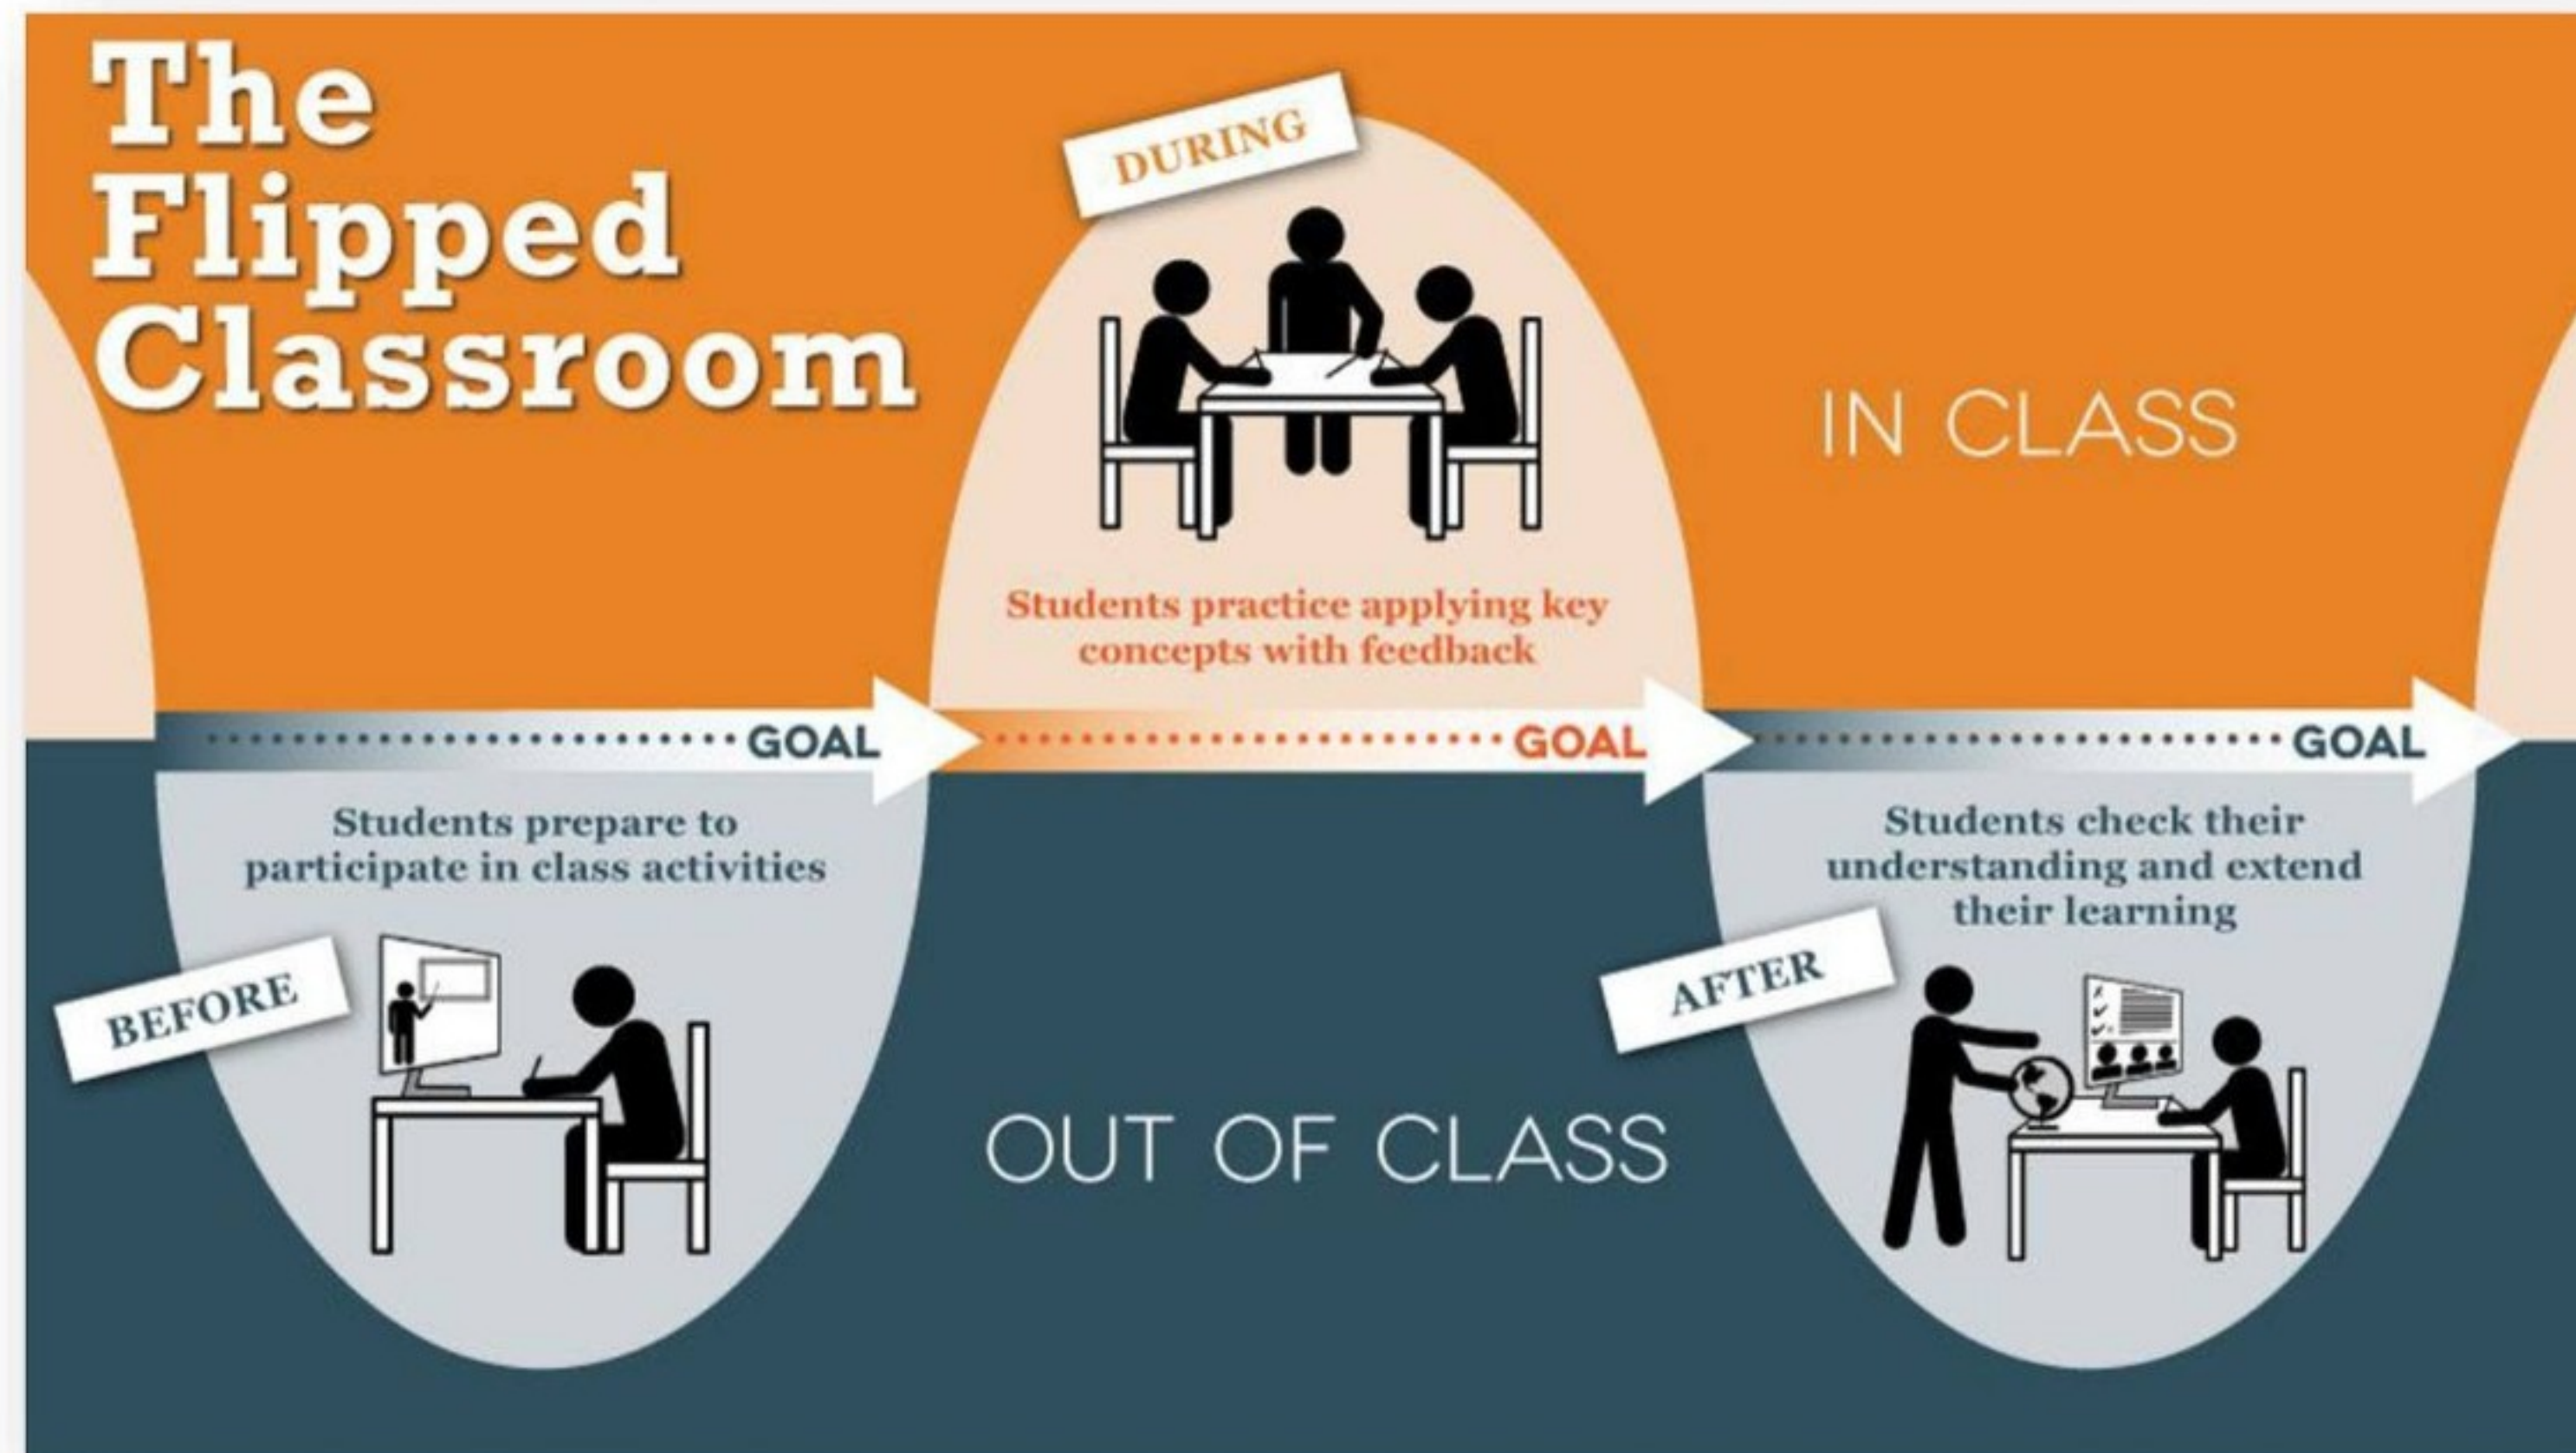 The
Flipped
Classroom
DURING
IN CLASS
Students practice applying key
concepts with feedback
GOAL
GOAL
GOAL
Students prepare to
participate in class activities
BEFORE
OUT OF CLASS
Students check their
understanding and extend
their learning
AFTER